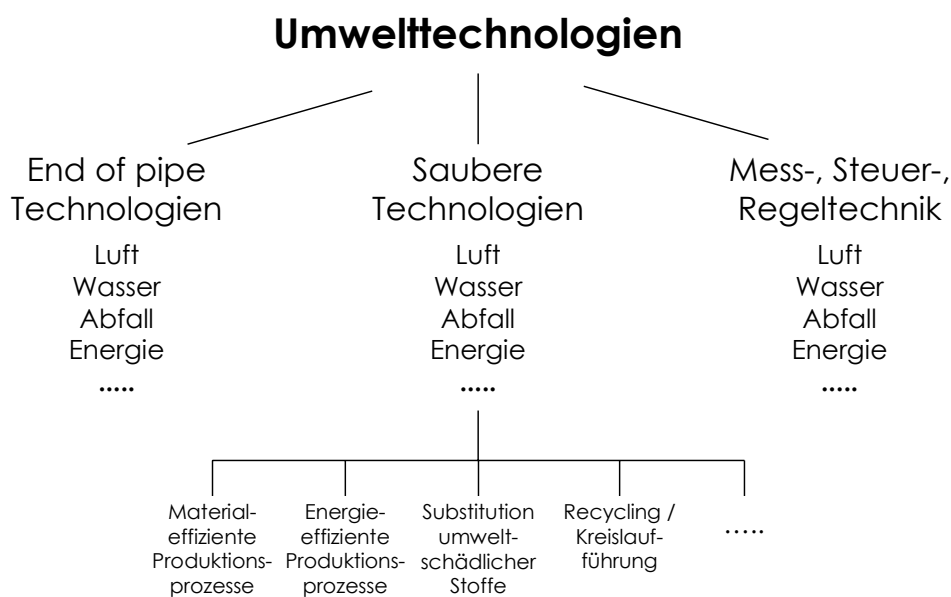 Umwelttechnologien
End of pipe
Technologien
Luft
Wasser
Abfall
Energie
.....
Saubere
Technologien
Luft
Wasser
Abfall
Energie
.....
Mess-, Steuer-,
Regeltechnik
Luft
Wasser
Abfall
Energie
.....
Material-
effiziente
Produktions-
prozesse
Energie-
effiziente
Produktions-
prozesse
Substitution
umwelt-
schädlicher
Stoffe
Recycling /
Kreislauf-
führung
.....